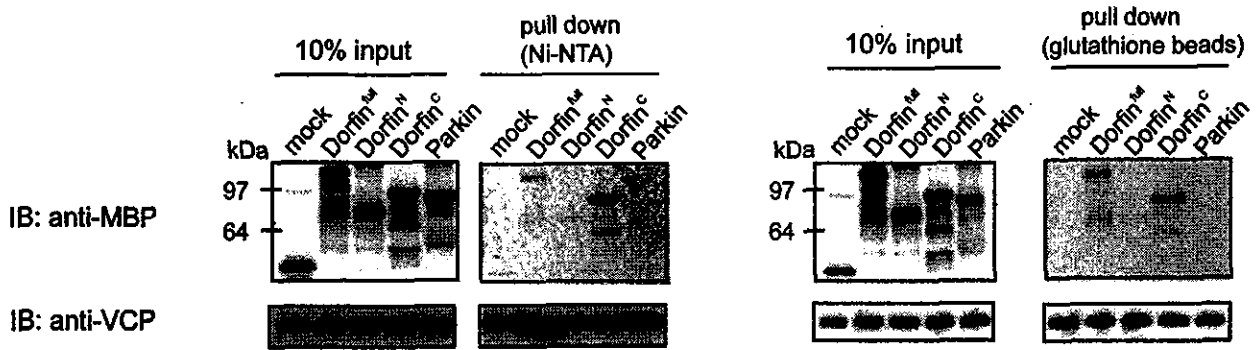 10% input
pull down
(Ni-NTA)
mock
Dorfin^full
Dorfin^N
Dorfin^C
Parkin
mock
Dorfin^full
Dorfin^N
Dorfin^C
Parkin
kDa
97
64
IB: anti-MBP
IB: anti-VCP
10% input
pull down
(glutathione beads)
mock
Dorfin^full
Dorfin^N
Dorfin^C
Parkin
mock
Dorfin^full
Dorfin^N
Dorfin^C
Parkin
kDa
97
64